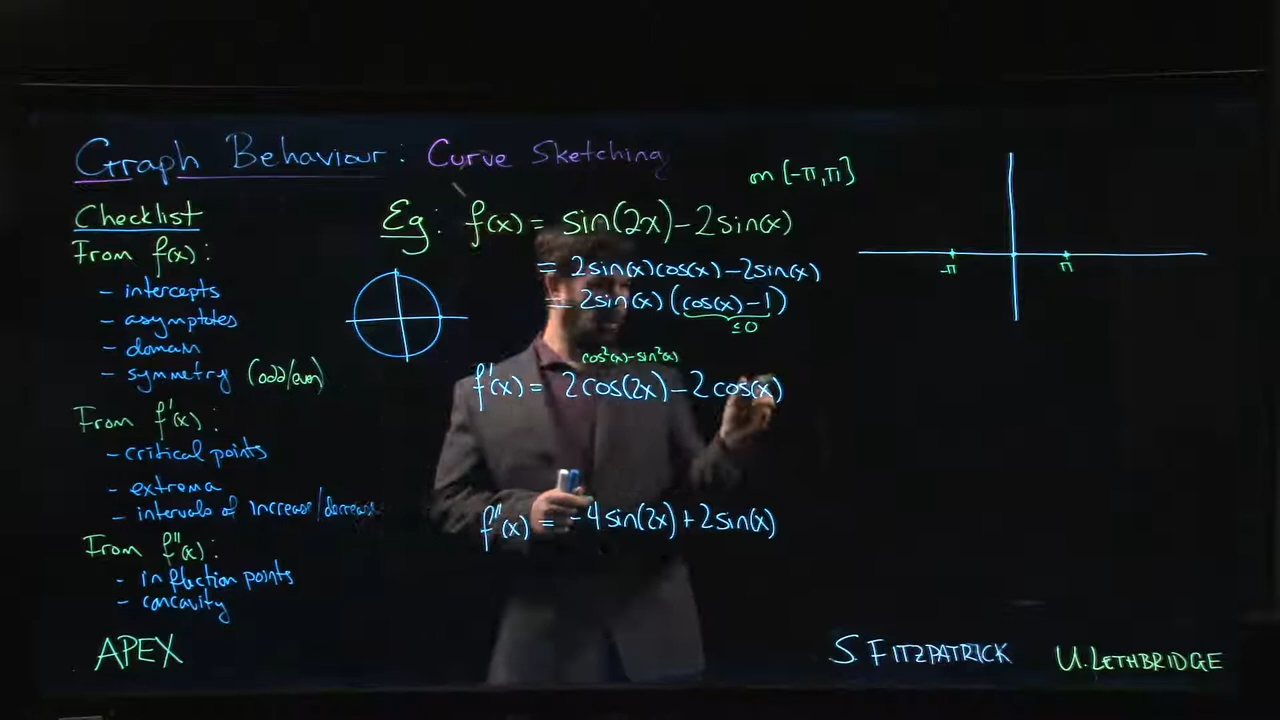 Graph Behaviour: Curve Sketching
Checklist
From f(x):
- intercepts
- asymptotes
- domain
- symmetry (odd/even)
From f'(x):
- critical points
- extrema
- intervals of increase/decrease
From f''(x):
- inflection points
- concavity
APEX
on [-π,π]
Eg: f(x) = sin(2x)-2sin(x)
= 2sin(x)cos(x)-2sin(x)
= 2sin(x)(cos(x)-1)
≤0
cos²(x)-sin²(x)
f'(x) = 2cos(2x)-2cos(x)
f''(x) = -4sin(2x)+2sin(x)
-π π
S. FITZPATRICK U. LETHBRIDGE